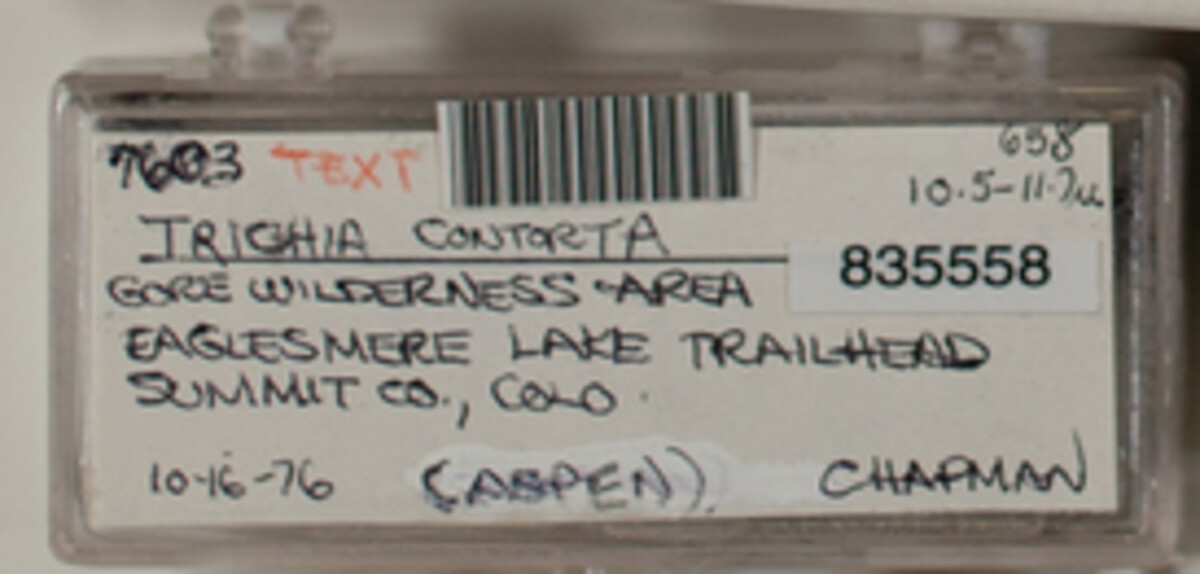 7603 TEXT
658
10.5-11.7µ
TRICHIA CONTORTA
835558
GORE WILDERNESS AREA
EAGLESMERE LAKE TRAILHEAD
SUMMIT CO., COLO.
10-16-76 (ASPEN) CHAPMAN